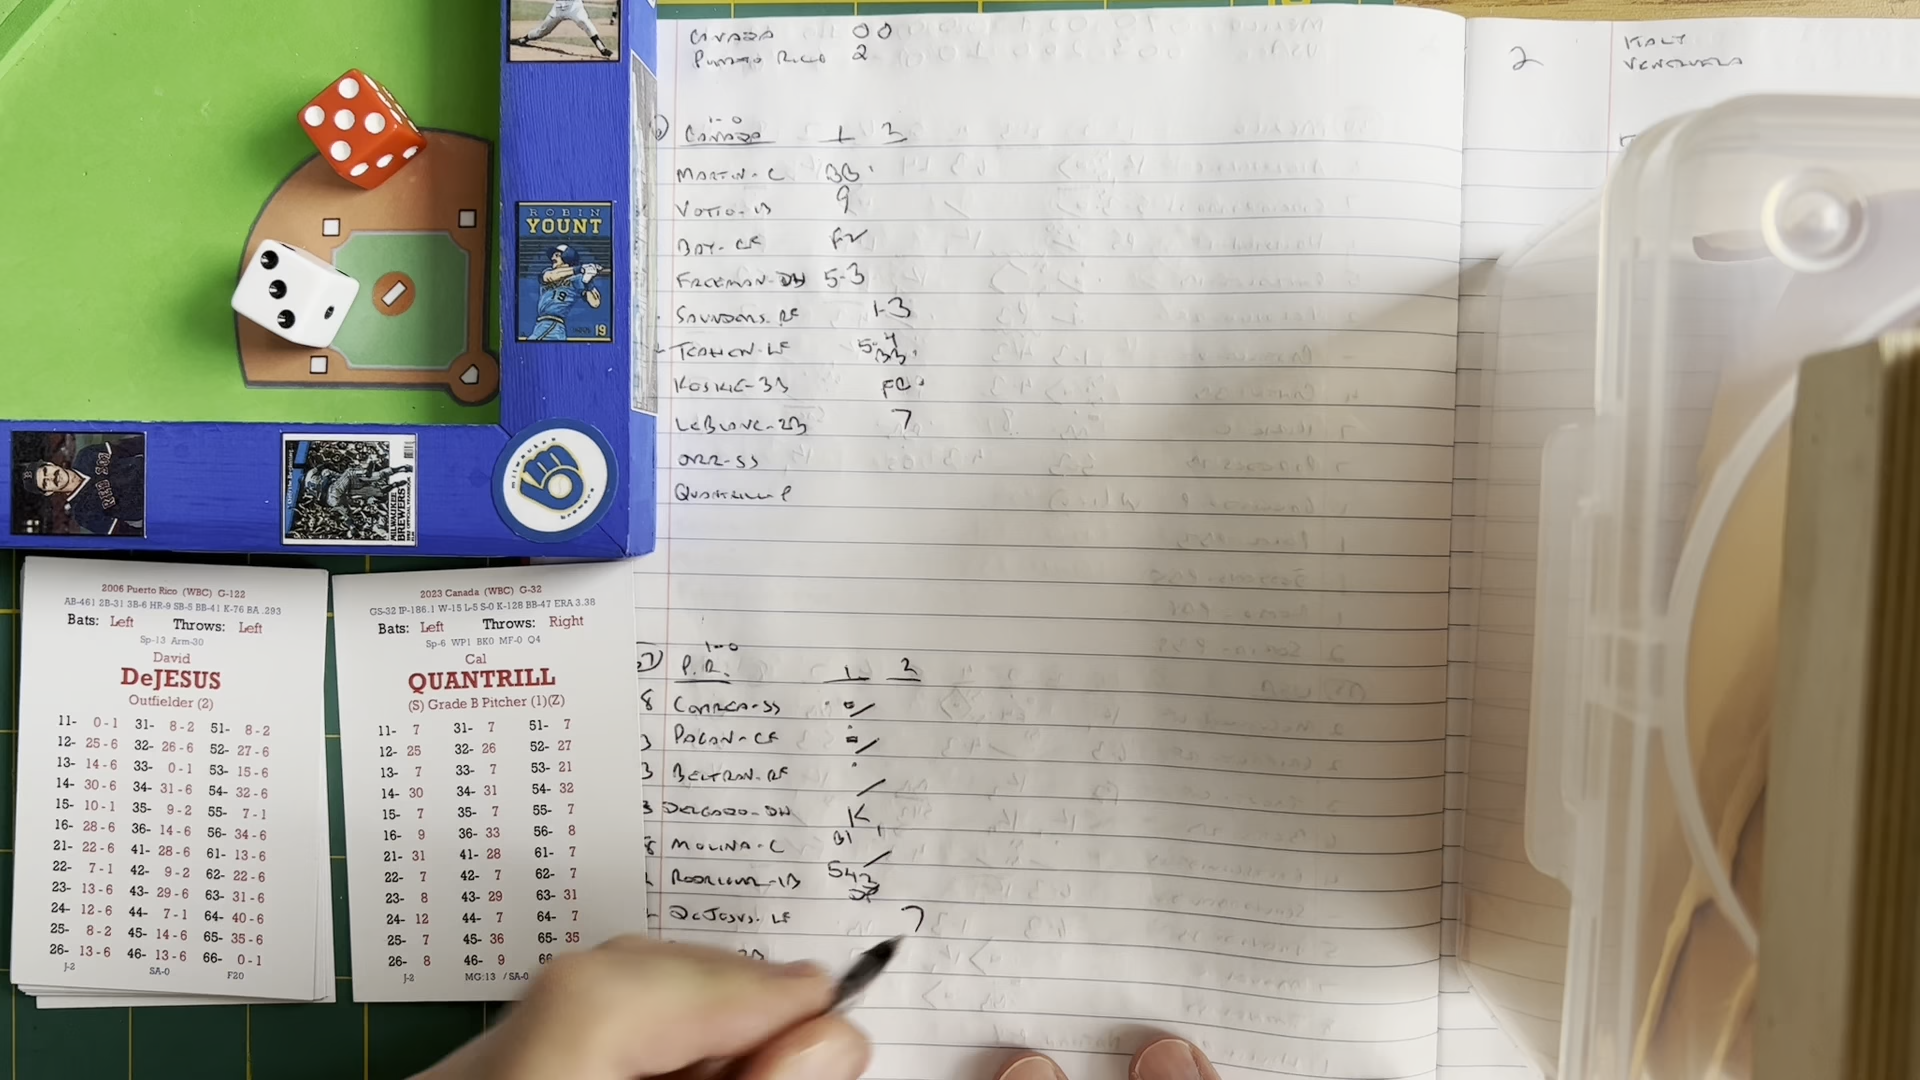 CANADA 0 0
PUERTO RICO 2
2
ITALY
VENEZUELA
1-0
CANADA 1 2
MARTIN-C BB
VOTTO-1B 9
BAY-CF F2
FREEMAN-DH 5-3
SAUNDERS-RF 1-3
TEAHEN-LF BB 5-4
KOSKIE-3B FC
LEBLANC-2B 7
ORR-SS
QUANTRILL-P
1-0
P.R. 1 2
8 CORREA-SS
PAGAN-CF
3 BELTRAN-RF
3 DELGADO-DH K
8 MOLINA-C
RODRIGUEZ-1B 543 DP
DEJESUS-LF 7
ROBIN
YOUNT
19
RED SOX
MILWAUKEE
BREWERS
milwaukee
brewers
2006 Puerto Rico (WBC) G-122
AB-461 2B-31 3B-6 HR-9 SB-5 BB-41 K-76 BA .293
Bats: Left Throws: Left
Sp-13 Arm-30
David
DeJESUS
Outfielder (2)
11- 0-1 31- 8-2 51- 8-2
12- 25-6 32- 26-6 52- 27-6
13- 14-6 33- 0-1 53- 15-6
14- 30-6 34- 31-6 54- 32-6
15- 10-1 35- 9-2 55- 7-1
16- 28-6 36- 14-6 56- 34-6
21- 22-6 41- 28-6 61- 13-6
22- 7-1 42- 9-2 62- 22-6
23- 13-6 43- 29-6 63- 31-6
24- 12-6 44- 7-1 64- 40-6
25- 8-2 45- 14-6 65- 35-6
26- 13-6 46- 13-6 66- 0-1
J-2 SA-0 F20
2023 Canada (WBC) G-32
GS-32 IP-186.1 W-15 L-5 S-0 K-128 BB-47 ERA 3.38
Bats: Left Throws: Right
Sp-6 WP1 BK0 MF-0 Q4
Cal
QUANTRILL
(S) Grade B Pitcher (1)(Z)
11- 7 31- 7 51- 7
12- 25 32- 26 52- 27
13- 7 33- 7 53- 21
14- 30 34- 31 54- 32
15- 7 35- 7 55- 7
16- 9 36- 33 56- 8
21- 31 41- 28 61- 7
22- 7 42- 7 62- 7
23- 8 43- 29 63- 31
24- 12 44- 7 64- 7
25- 7 45- 36 65- 35
26- 8 46- 9 66
J-2 MG:13 / SA-0